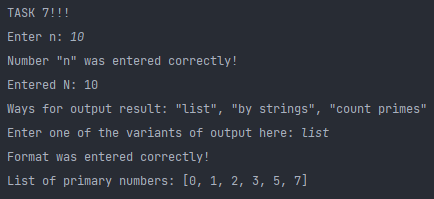 TASK 7!!!
Enter n: 10
Number "n" was entered correctly!
Entered N: 10
Ways for output result: "list", "by strings", "count primes"
Enter one of the variants of output here: list
Format was entered correctly!
List of primary numbers: [0, 1, 2, 3, 5, 7]